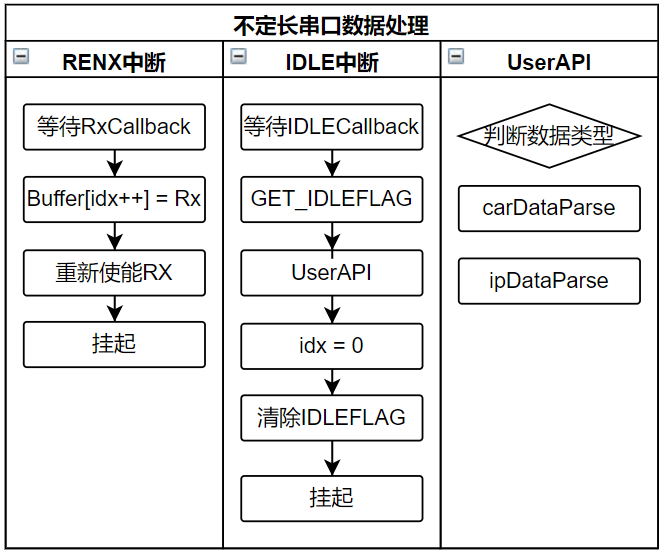 不定长串口数据处理
RENX中断
等待RxCallback
Buffer[idx++] = Rx
重新使能RX
挂起
IDLE中断
等待IDLECallback
GET_IDLEFLAG
UserAPI
idx = 0
清除IDLEFLAG
挂起
UserAPI
判断数据类型
carDataParse
ipDataParse